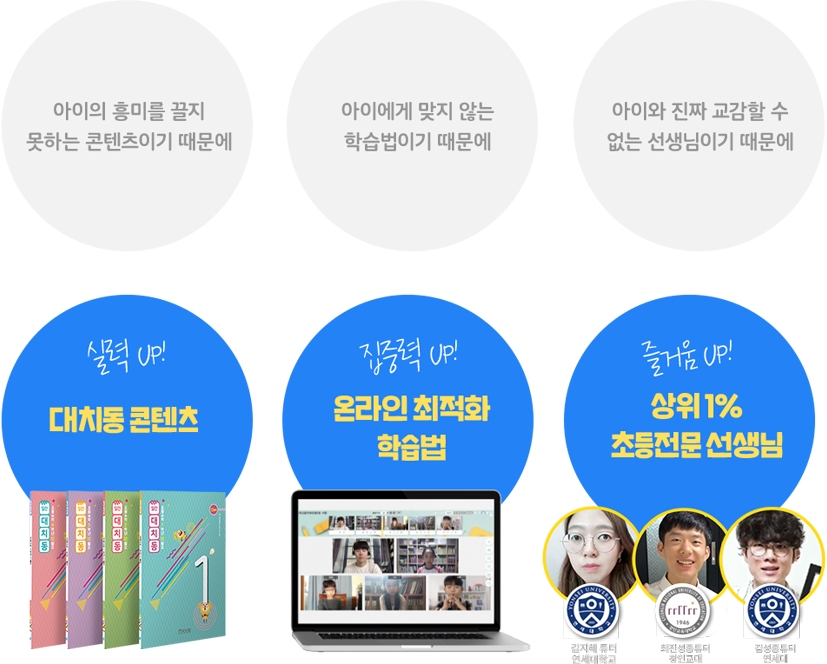 아이의 흥미를 끌지
못하는 콘텐츠이기 때문에
아이에게 맞지 않는
학습법이기 때문에
아이와 진짜 교감할 수
없는 선생님이기 때문에
실력 UP!
대치동 콘텐츠
집중력 UP!
온라인 최적화
학습법
즐거움 UP!
상위 1%
초등전문 선생님
대치동
대치동
대치동
대치동
1
YONSEI UNIVERSITY
1946
YONSEI UNIVERSITY
김지혜 튜터
연세대학교
최진성튜터
경인교대
김성종튜터
연세대